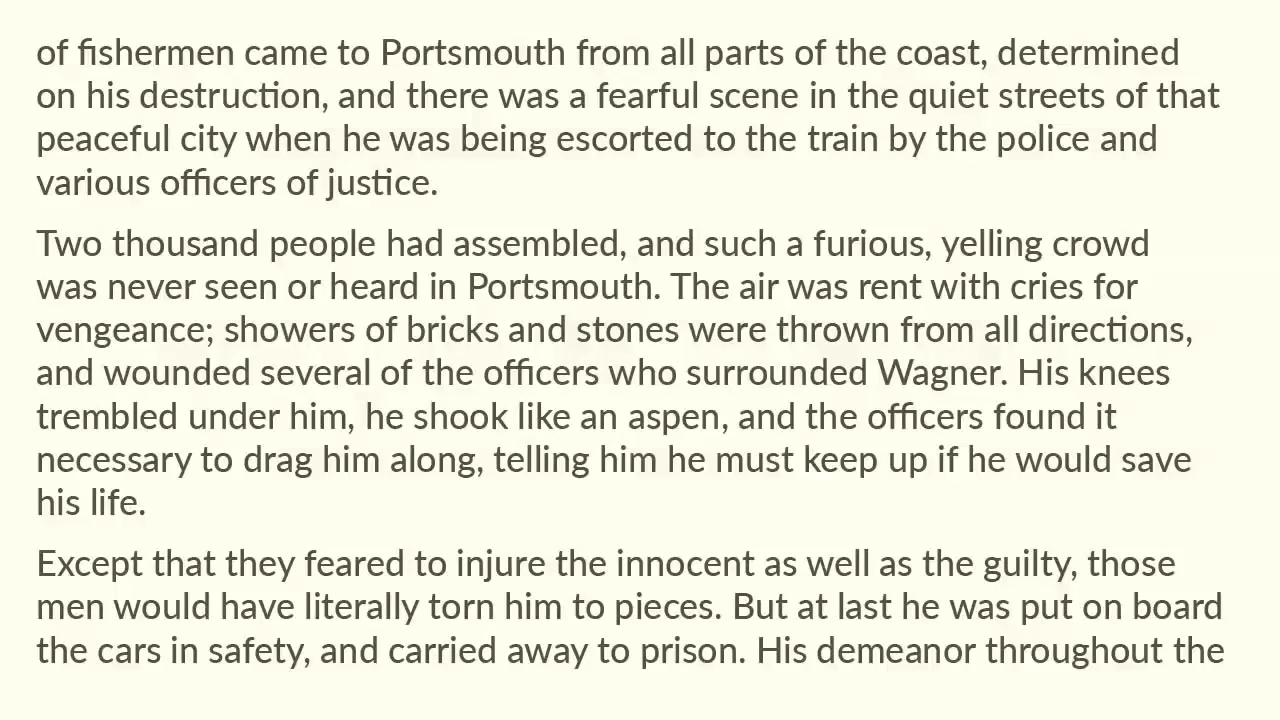 of fishermen came to Portsmouth from all parts of the coast, determined
on his destruction, and there was a fearful scene in the quiet streets of that
peaceful city when he was being escorted to the train by the police and
various officers of justice.
Two thousand people had assembled, and such a furious, yelling crowd
was never seen or heard in Portsmouth. The air was rent with cries for
vengeance; showers of bricks and stones were thrown from all directions,
and wounded several of the officers who surrounded Wagner. His knees
trembled under him, he shook like an aspen, and the officers found it
necessary to drag him along, telling him he must keep up if he would save
his life.
Except that they feared to injure the innocent as well as the guilty, those
men would have literally torn him to pieces. But at last he was put on board
the cars in safety, and carried away to prison. His demeanor throughout the